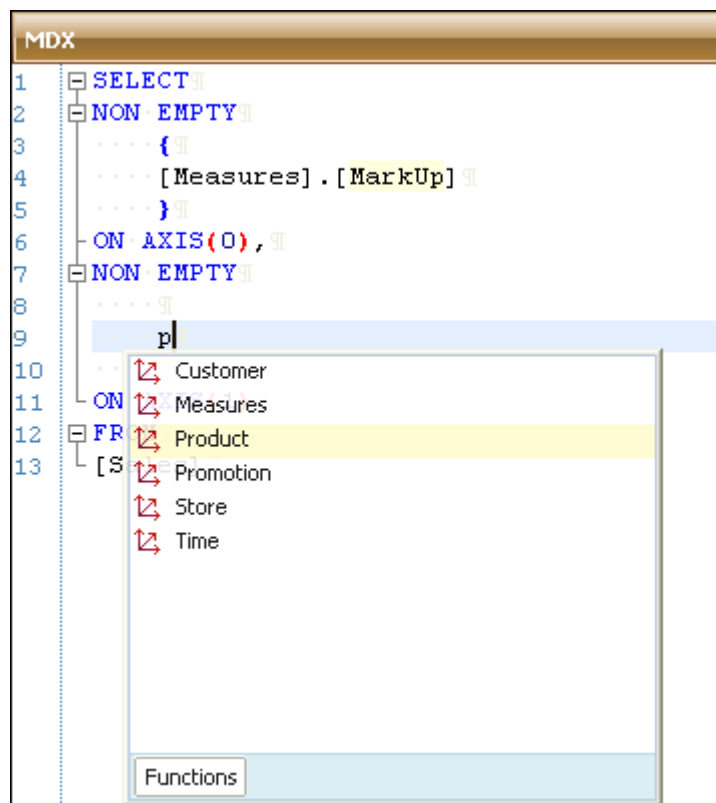 MDX
1 SELECT¶
2 NON·EMPTY¶
3 ····{¶
4 ····[Measures].[MarkUp]¶
5 ····}¶
6 ON·AXIS(0),¶
7 NON·EMPTY¶
8 ····¶
9 ····p¶
10
11 ON
12 FRO
13 [S
Customer
Measures
Product
Promotion
Store
Time
Functions